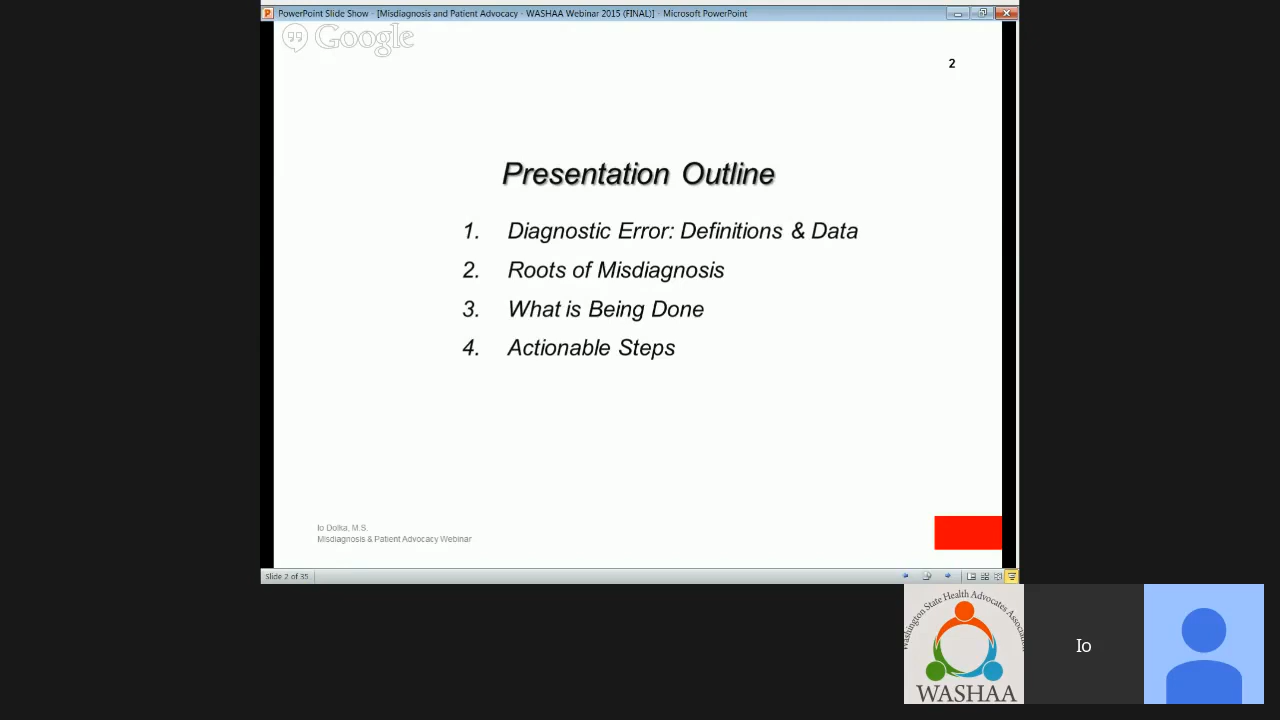 PowerPoint Slide Show - [Misdiagnosis and Patient Advocacy - WASHAA Webinar 2015 (FINAL)] - Microsoft PowerPoint
Google
2
Presentation Outline
1. Diagnostic Error: Definitions & Data
2. Roots of Misdiagnosis
3. What is Being Done
4. Actionable Steps
Io Dolka, M.S.
Misdiagnosis & Patient Advocacy Webinar
Slide 2 of 35
Washington State Health Advocates Association
WASHAA
Io